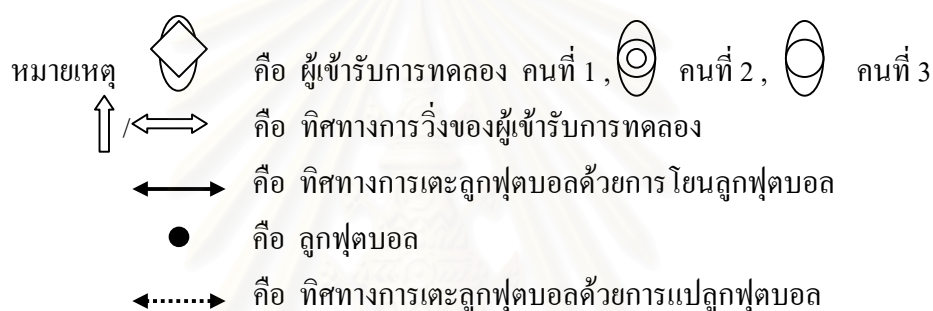 หมายเหตุ คือ ผู้เข้ารับการทดลอง คนที่ 1 , คนที่ 2 , คนที่ 3
/ คือ ทิศทางการวิ่งของผู้เข้ารับการทดลอง
คือ ทิศทางการเตะลูกฟุตบอลด้วยการโยนลูกฟุตบอล
คือ ลูกฟุตบอล
คือ ทิศทางการเตะลูกฟุตบอลด้วยการแปลูกฟุตบอล